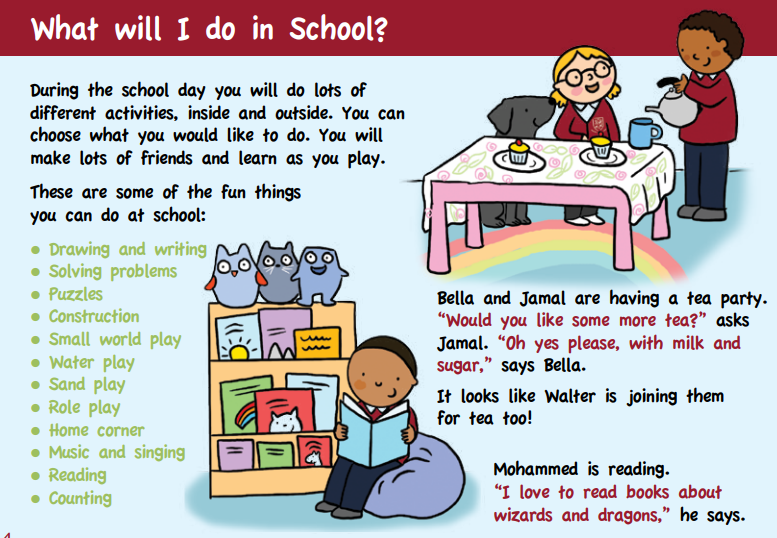 What will I do in School?
During the school day you will do lots of
different activities, inside and outside. You can
choose what you would like to do. You will
make lots of friends and learn as you play.
These are some of the fun things
you can do at school:
• Drawing and writing
• Solving problems
• Puzzles
• Construction
• Small world play
• Water play
• Sand play
• Role play
• Home corner
• Music and singing
• Reading
• Counting
Bella and Jamal are having a tea party.
“Would you like some more tea?” asks
Jamal. “Oh yes please, with milk and
sugar,” says Bella.
It looks like Walter is joining them
for tea too!
Mohammed is reading.
“I love to read books about
wizards and dragons,” he says.